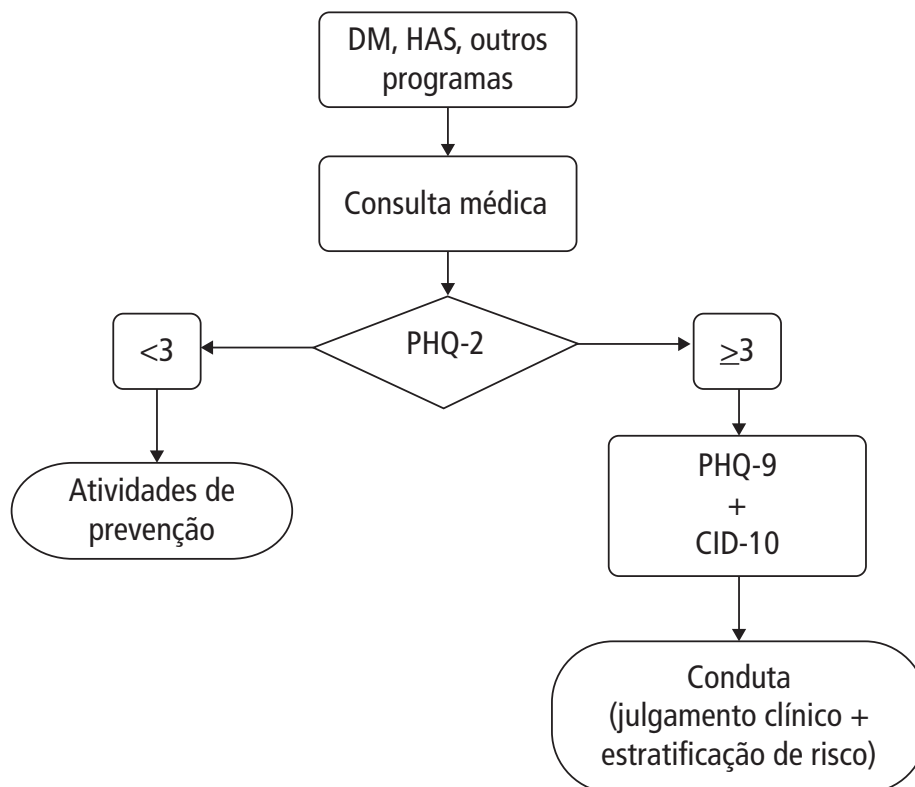 DM, HAS, outros
programas
Consulta médica
<3
PHQ-2
≥3
Atividades de
prevenção
PHQ-9
+
CID-10
Conduta
(julgamento clínico +
estratificação de risco)